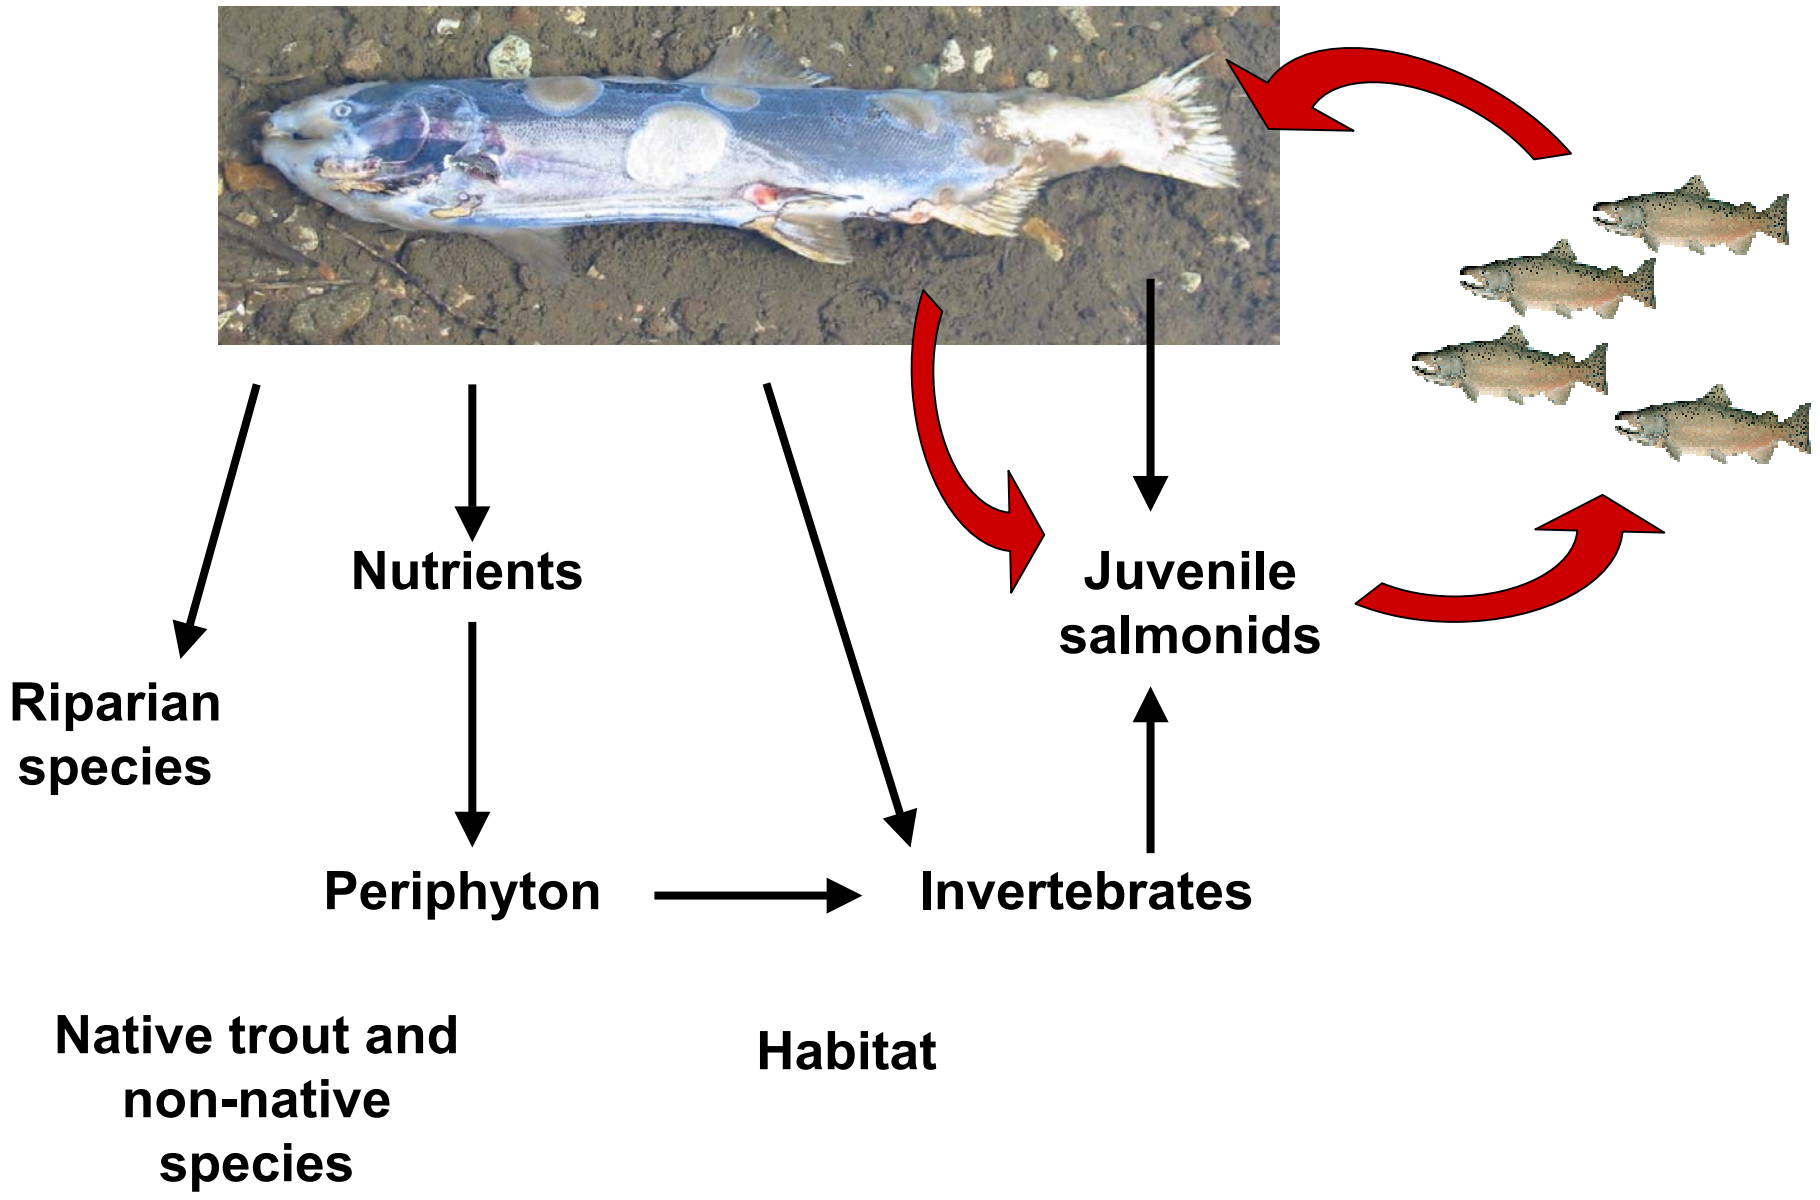 Nutrients
Juvenile
salmonids
Riparian
species
Periphyton
Invertebrates
Native trout and
non-native
species
Habitat